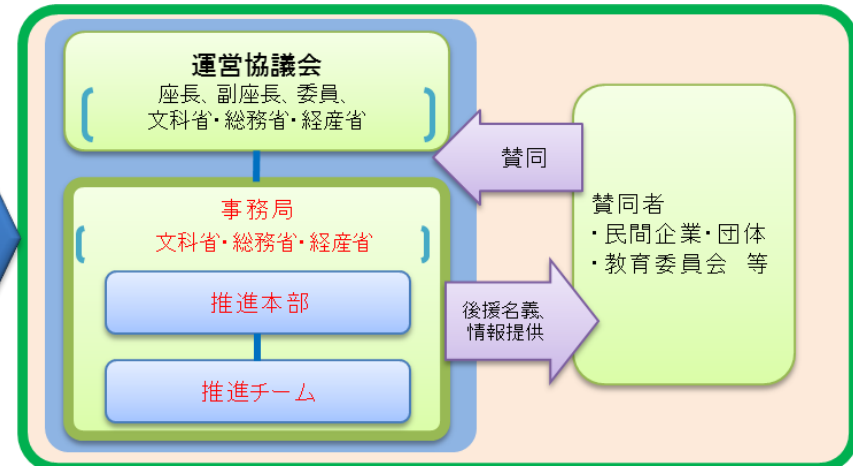 運営協議会
座長、副座長、委員、
文科省・総務省・経産省
賛同
事務局
文科省・総務省・経産省
推進本部
推進チーム
後援名義、
情報提供
賛同者
・民間企業・団体
・教育委員会　等